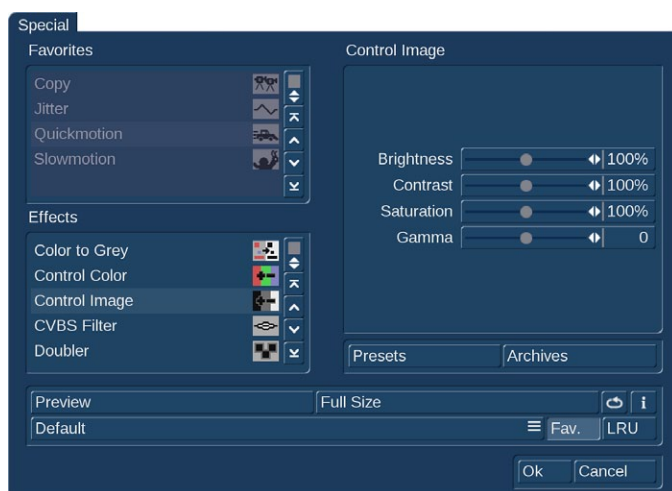 Special
Favorites
Copy
Jitter
Quickmotion
Slowmotion
Effects
Color to Grey
Control Color
Control Image
CVBS Filter
Doubler
Control Image
Brightness 100%
Contrast 100%
Saturation 100%
Gamma 0
Presets Archives
Preview Full Size i
Default Fav. LRU
Ok Cancel